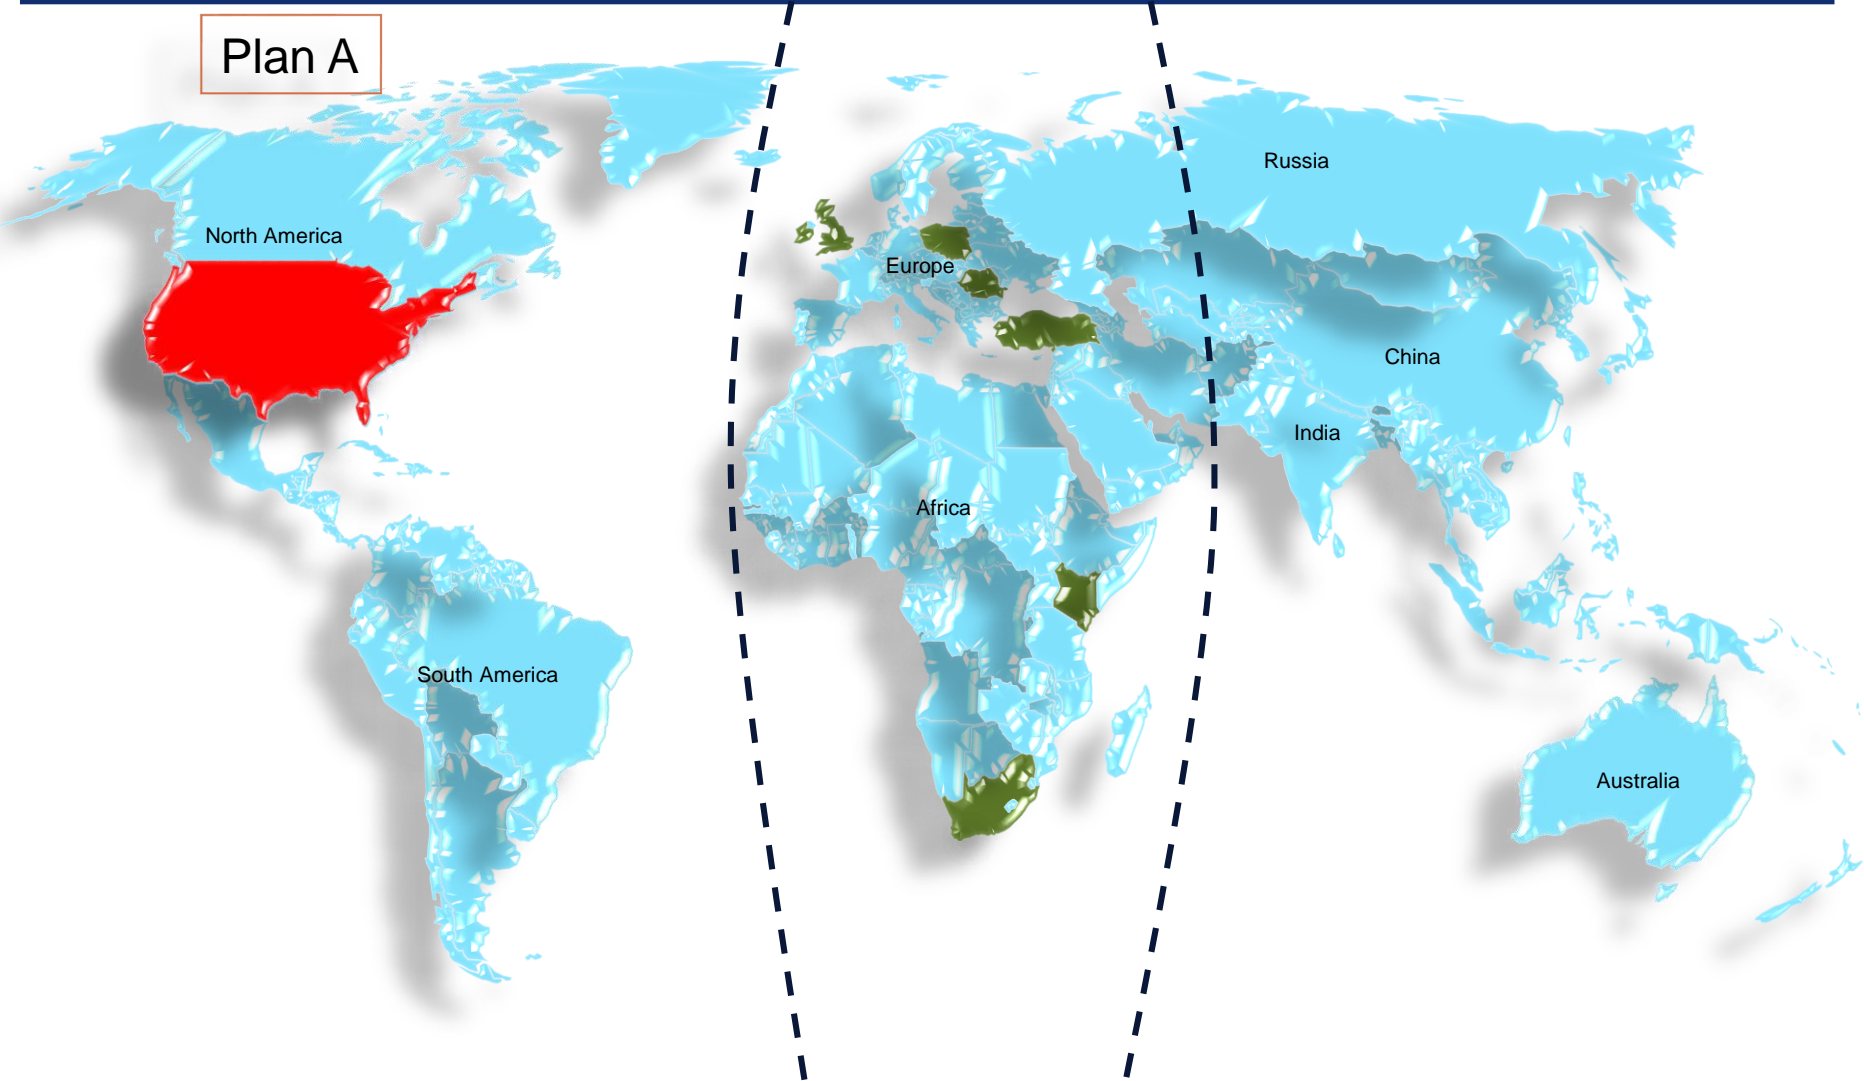 Plan A
Russia
North America
Europe
China
India
Africa
South America
Australia